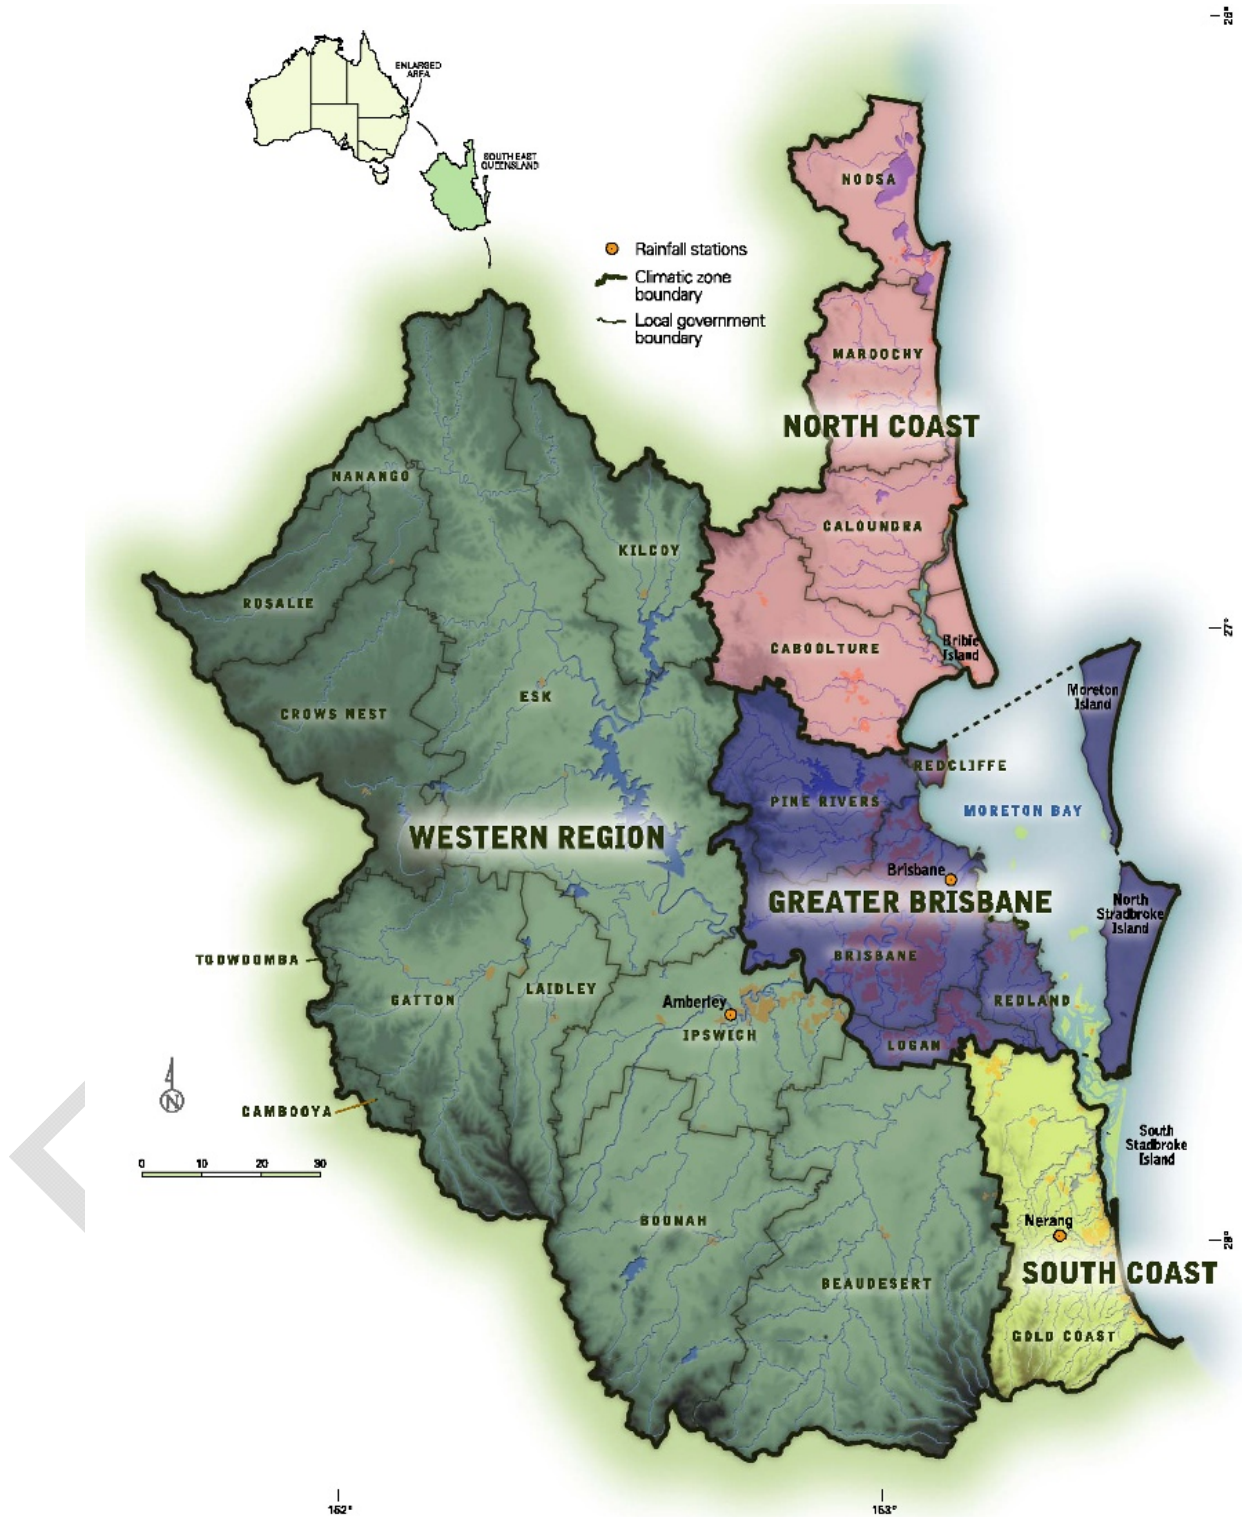 26°
ENLARGED
AREA
SOUTH EAST
QUEENSLAND
Rainfall stations
Climatic zone
boundary
Local government
boundary
NOOSA
MAROOCHY
NORTH COAST
NANANGO
CALOUNDRA
KILCOY
ROSALIE
27°
Bribie
Island
CABOOLTURE
ESK
Moreton
Island
CROWS NEST
REDCLIFFE
PINE RIVERS
MORETON BAY
WESTERN REGION
Brisbane
GREATER BRISBANE
North
Stradbroke
Island
TOOWOOMBA
BRISBANE
GATTON
LAIDLEY
Amberley
REDLAND
IPSWICH
LOGAN
N
CAMBOOYA
South
Stadbroke
Island
0 10 20 30
BOONAH
Nerang
28°
SOUTH COAST
BEAUDESERT
GOLD COAST
152° 153°